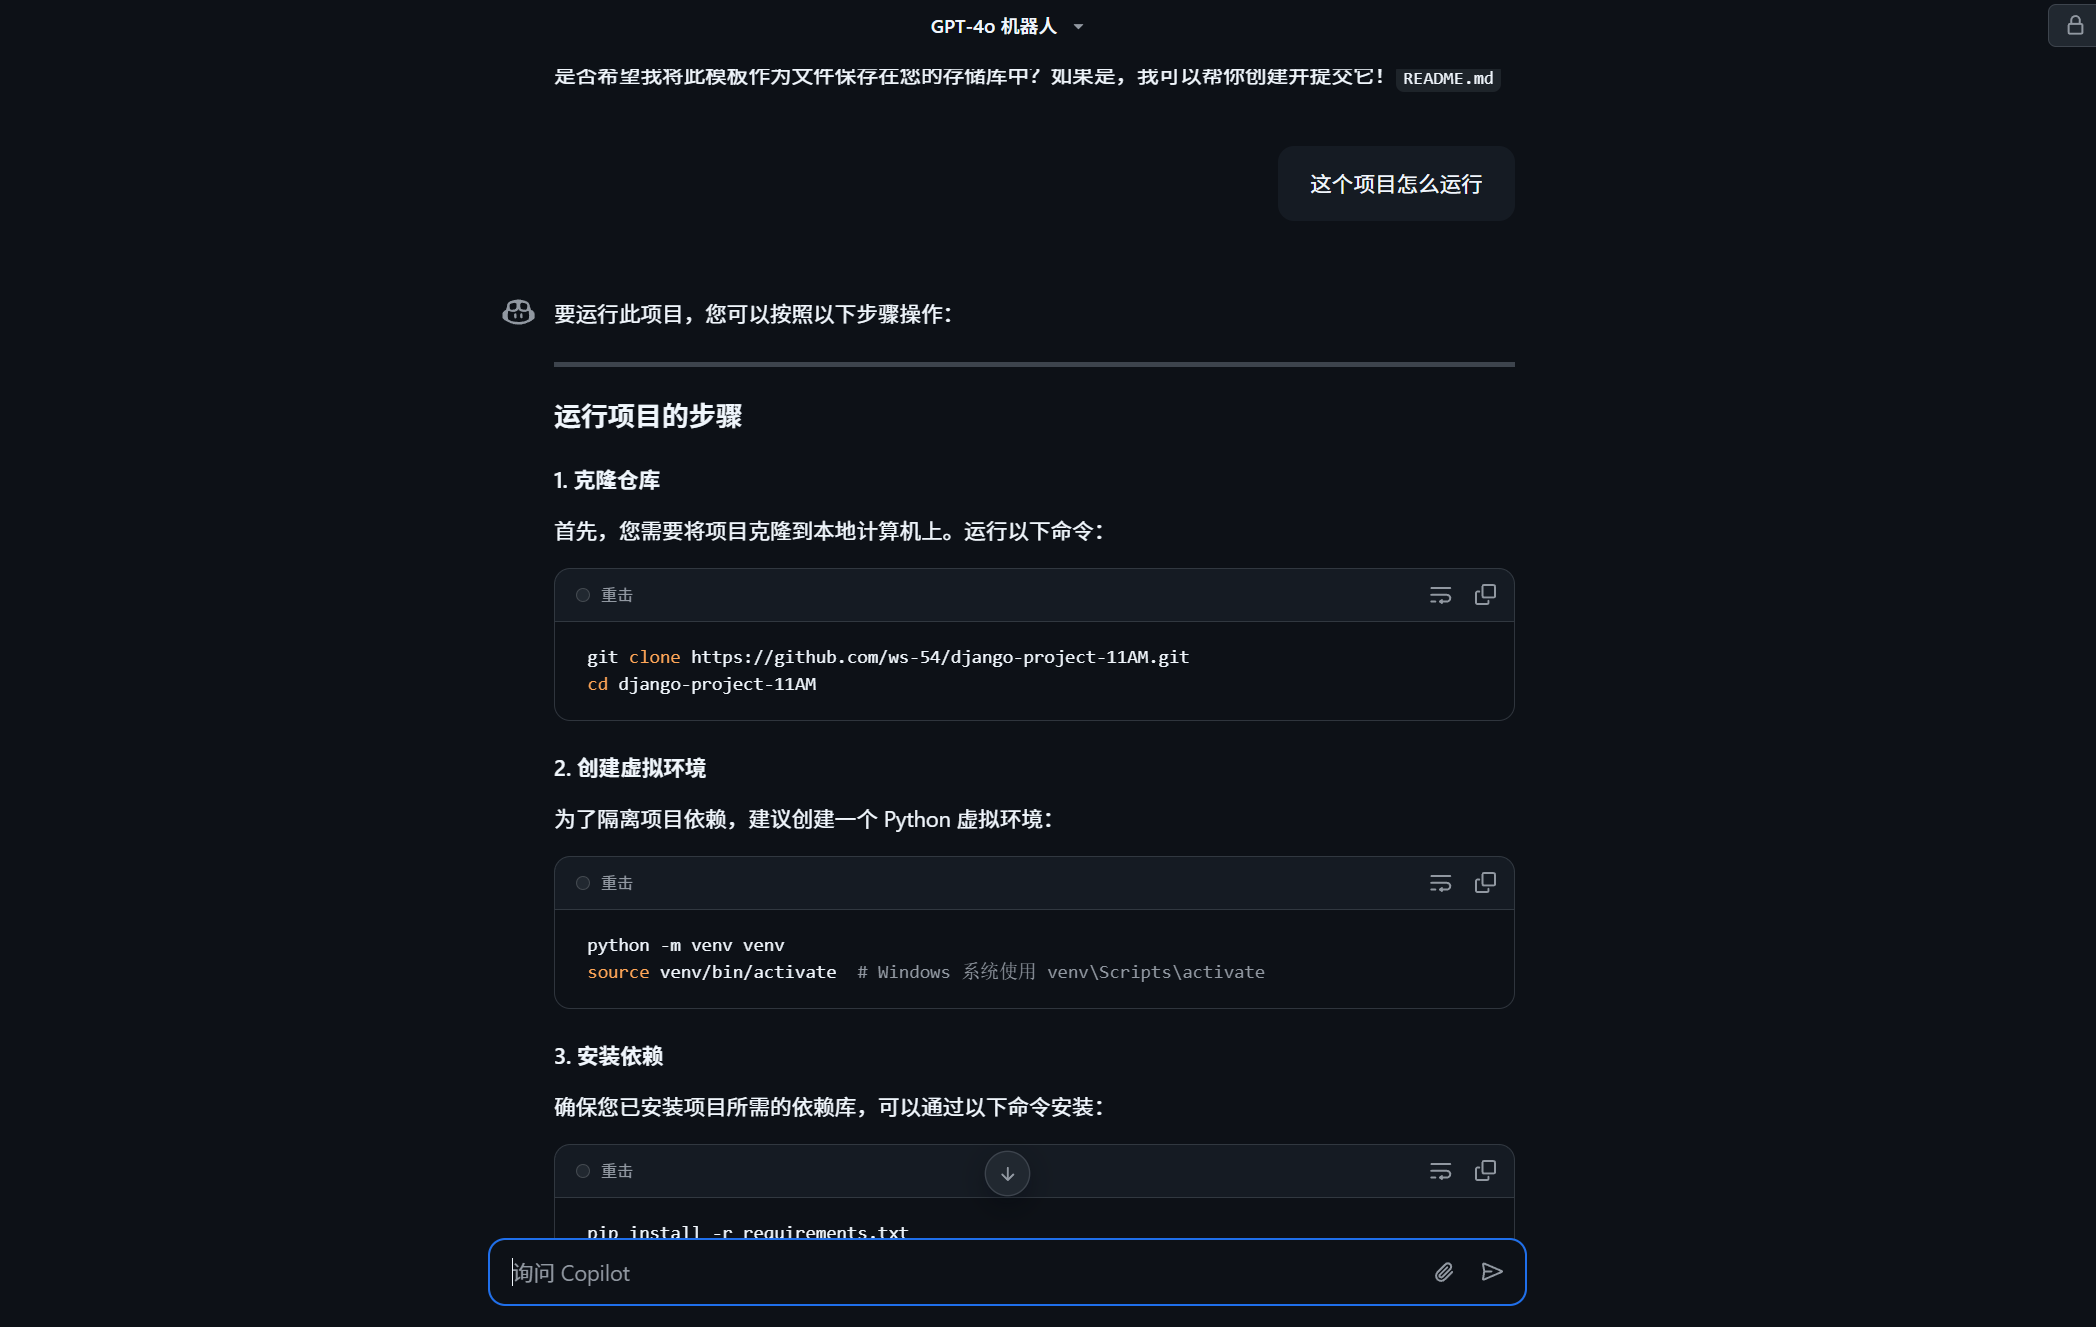 GPT-4o 机器人
是否希望我将此模板作为文件保存在您的存储库中？如果是，我可以帮你创建并提交它！ README.md
这个项目怎么运行
要运行此项目，您可以按照以下步骤操作：
运行项目的步骤
1. 克隆仓库
首先，您需要将项目克隆到本地计算机上。运行以下命令：
重击
git clone https://github.com/ws-54/django-project-11AM.git
cd django-project-11AM
2. 创建虚拟环境
为了隔离项目依赖，建议创建一个 Python 虚拟环境：
重击
python -m venv venv
source venv/bin/activate  # Windows 系统使用 venv\Scripts\activate
3. 安装依赖
确保您已安装项目所需的依赖库，可以通过以下命令安装：
重击
pip install -r requirements.txt
询问 Copilot